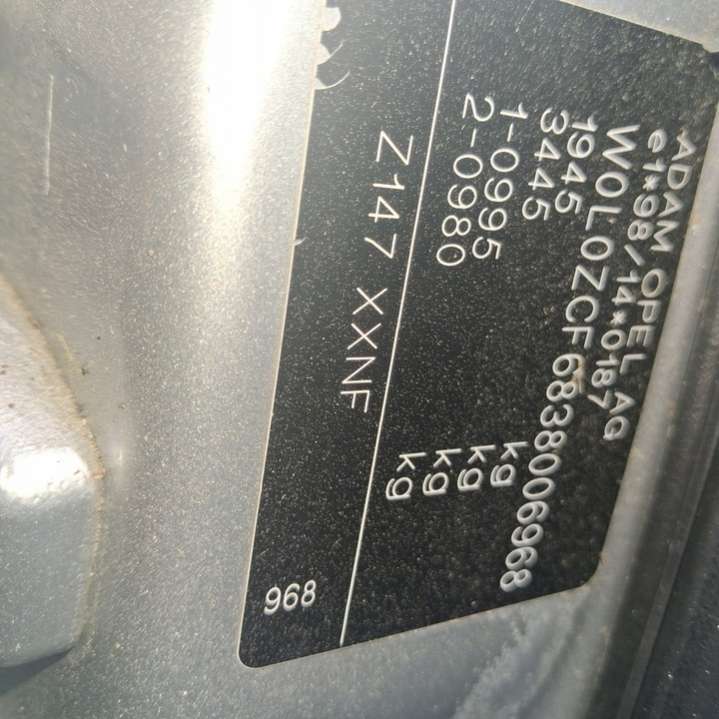 ADAM OPEL AG
e1*98/14*0187
W0L0ZCF6838006968
1945 kg
3445 kg
1-0995 kg
2-0980 kg
Z147 XXNF
968